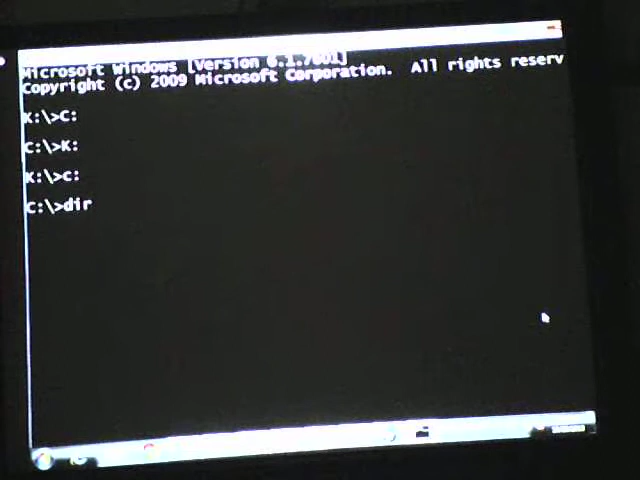 Microsoft Windows [Version 6.1.7601]
Copyright (c) 2009 Microsoft Corporation. All rights reserv
K:\>C:
C:\>K:
K:\>c:
C:\>dir